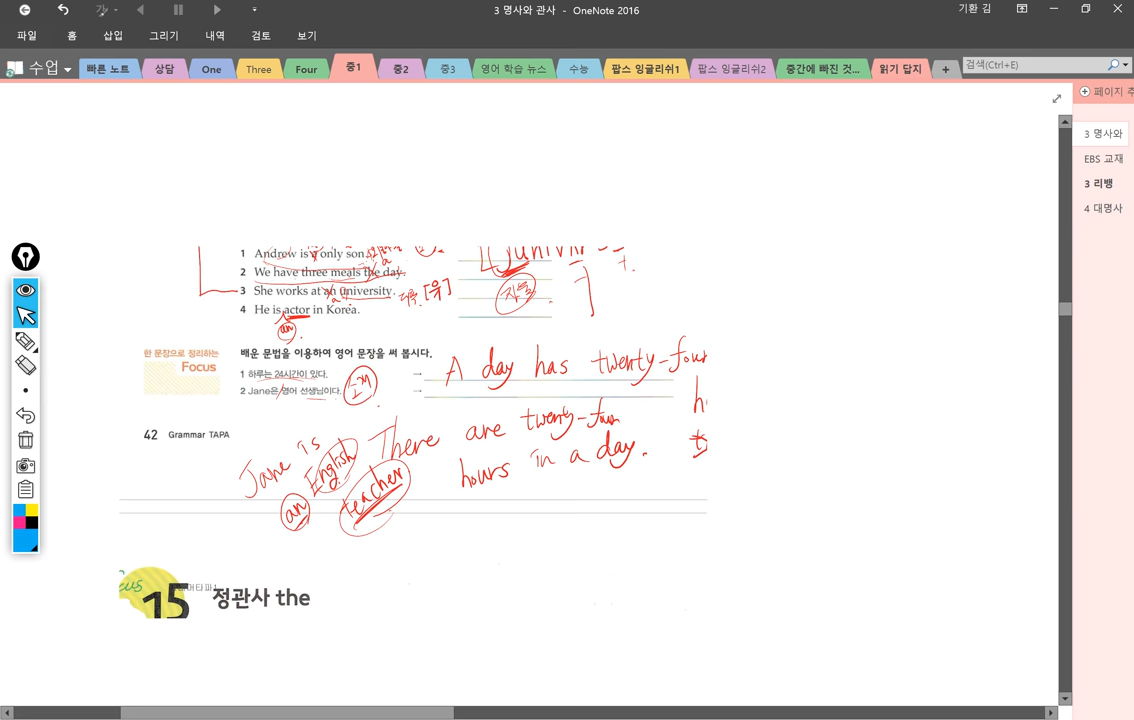 3 명사와 관사 - OneNote 2016
기환 김
파일 홈 삽입 그리기 내역 검토 보기
수업 빠른 노트 상담 One Three Four 중1 중2 중3 영어 학습 뉴스 수능 팝스 잉글리쉬1 팝스 잉글리쉬2 중간에 빠진 것... 읽기 답지 + 검색(Ctrl+E)
페이지 추
3 명사와
EBS 교재
3 리뱅
4 대명사
1 Andrew is only son.
2 We have three meals the day.
a
3 She works at an university.
a
[유]
자음
4 He is actor in Korea.
an
한 문장으로 정리하는
Focus
배운 문법을 이용하여 영어 문장을 써 봅시다.
1 하루는 24시간이 있다. →
2 Jane은 영어 선생님이다. →
A day has twenty-four
There are twenty-four
hours in a day.
42 Grammar TAPA
Jane is
an English
teacher
15 정관사 the